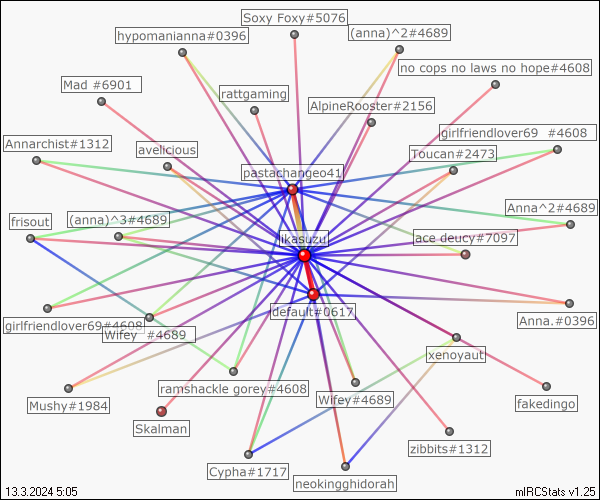 Soxy Foxy#5076
hypomanianna#0396
(anna)^2#4689
no cops no laws no hope#4608
Mad #6901
rattgaming
AlpineRooster#2156
girlfriendlover69 #4608
Annarchist#1312
avelicious
Toucan#2473
pastachangeo41
Anna^2#4689
frisout
(anna)^3#4689
likasuzu
ace deucy#7097
default#0617
Anna.#0396
girlfriendlover69#4608
Wifey #4689
xenoyaut
ramshackle gorey#4608
Wifey#4689
fakedingo
Mushy#1984
Skalman
zibbits#1312
Cypha#1717
neokingghidorah
13.3.2024 5:05
mIRCStats v1.25